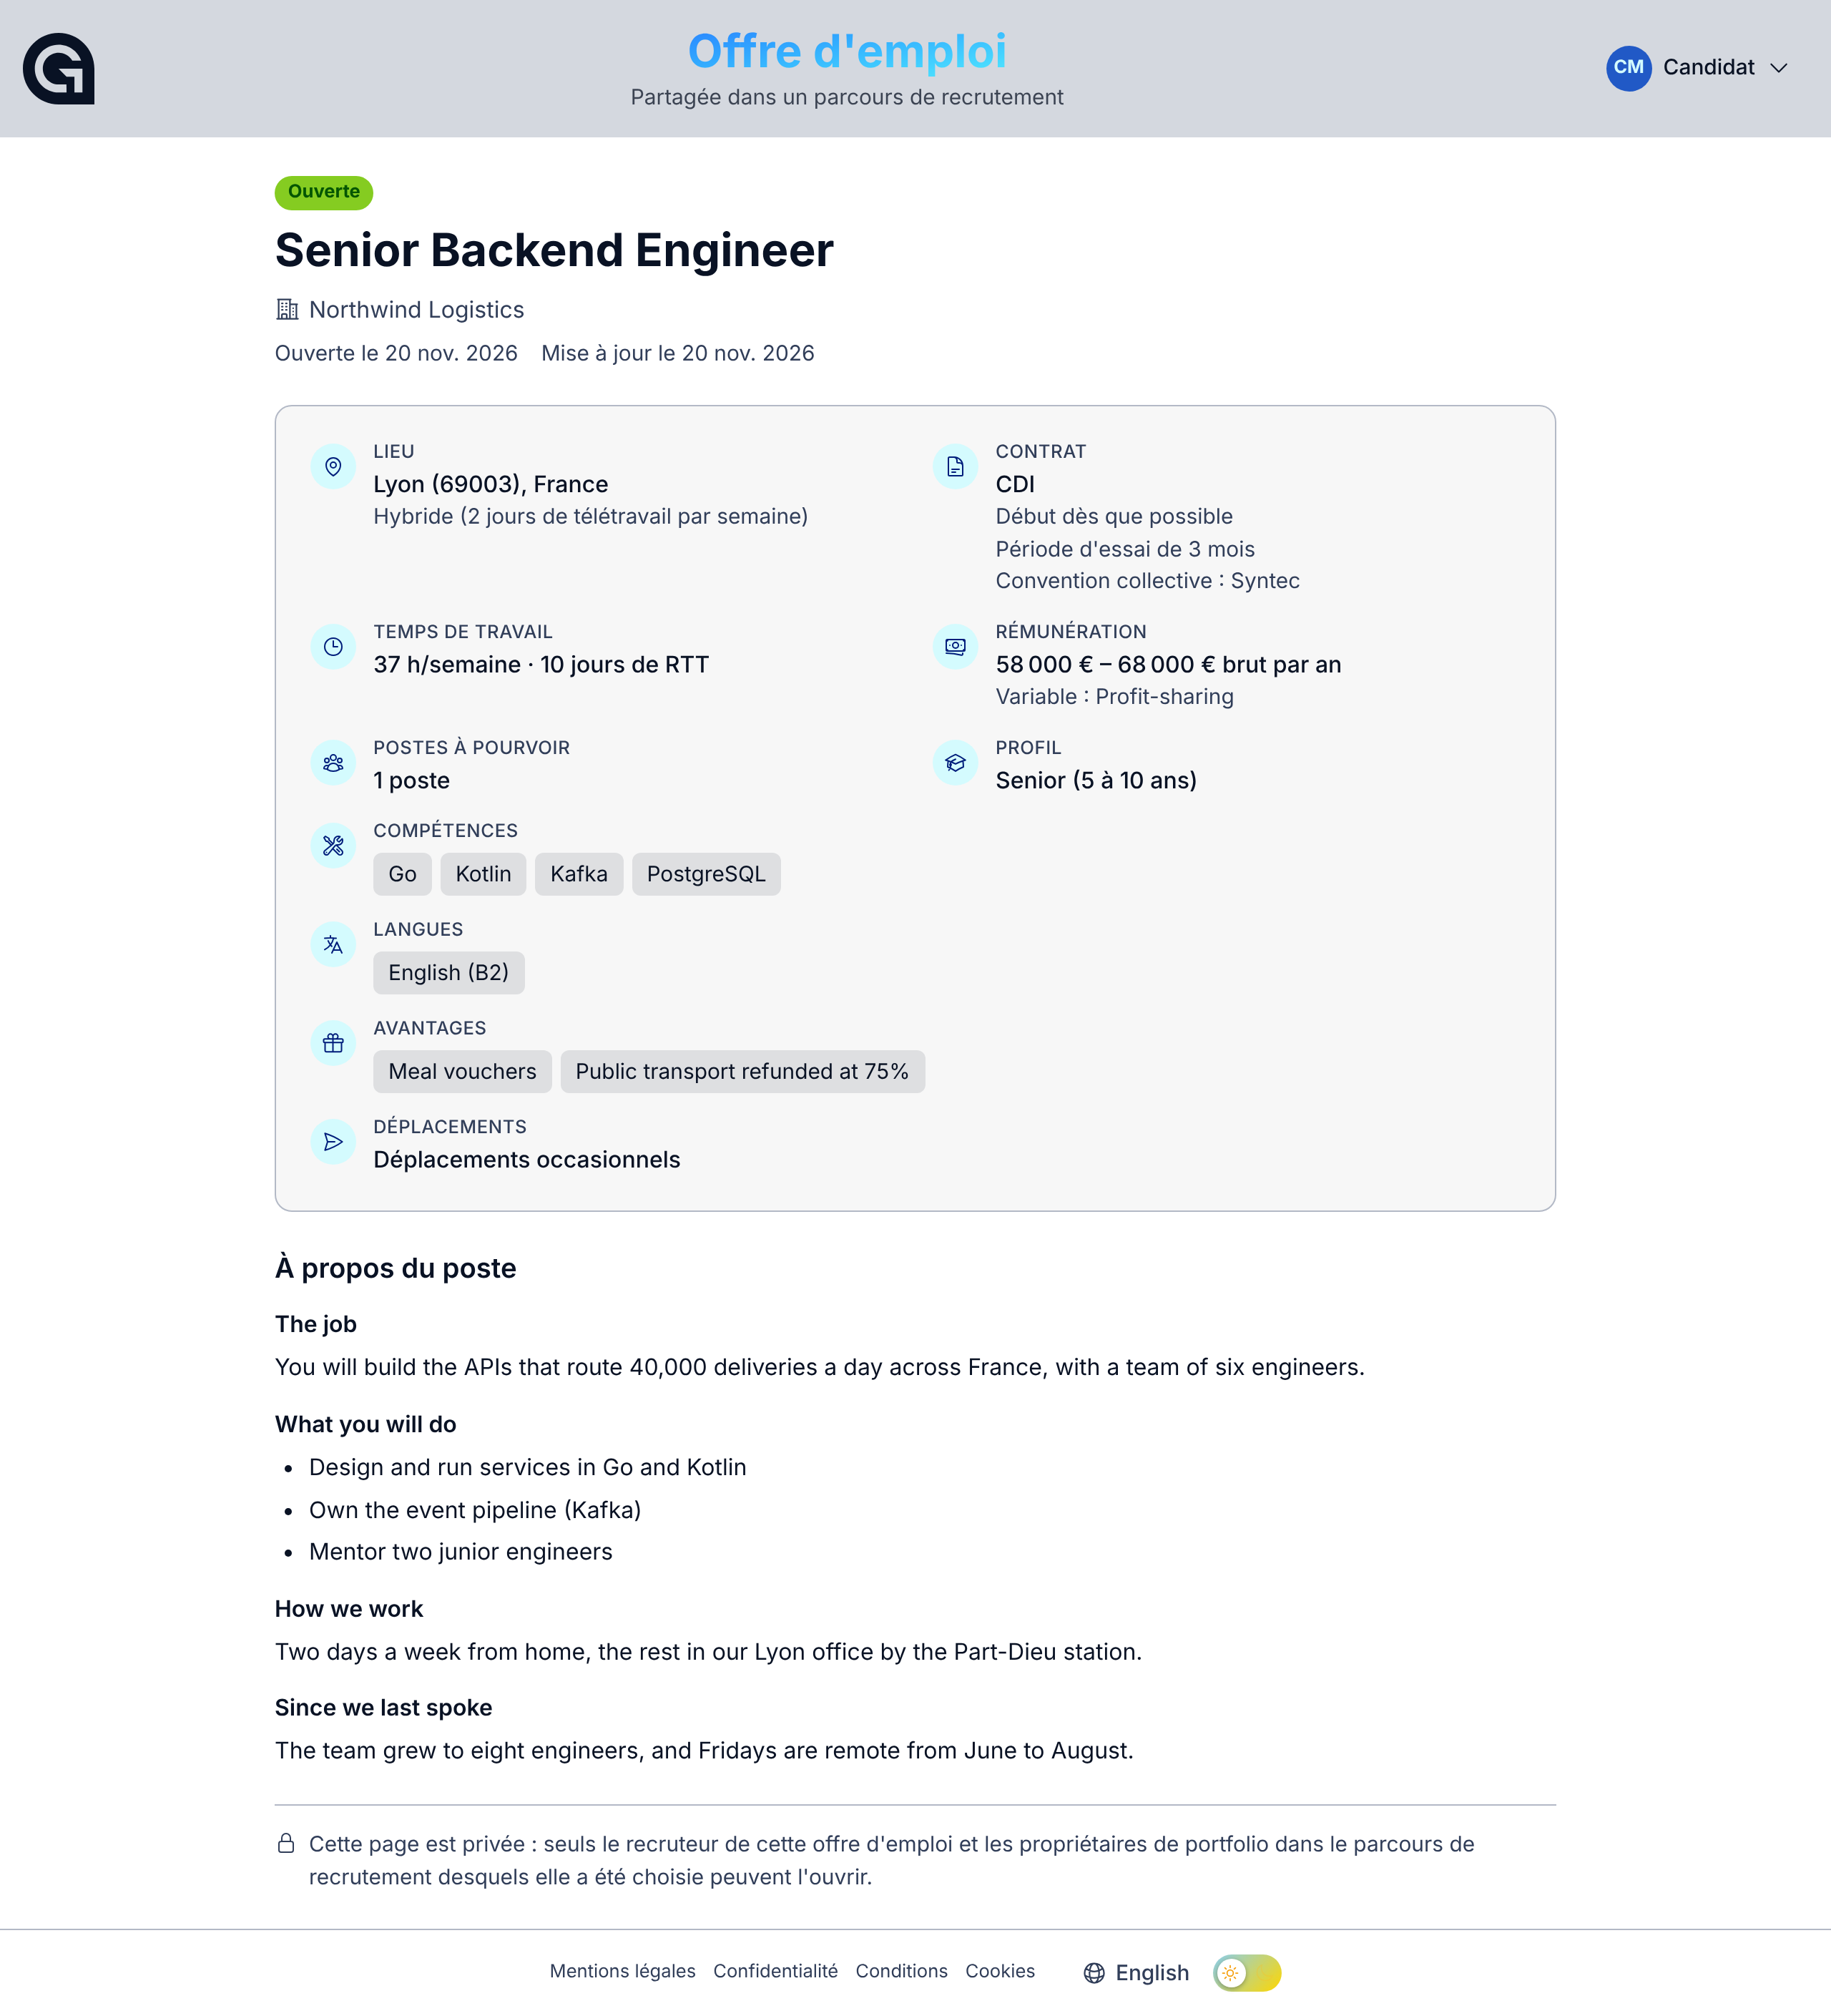 Offre d'emploi
Partagée dans un parcours de recrutement
CM Candidat
Ouverte
Senior Backend Engineer
Northwind Logistics
Ouverte le 20 nov. 2026 Mise à jour le 20 nov. 2026
LIEU
Lyon (69003), France
Hybride (2 jours de télétravail par semaine)
CONTRAT
CDI
Début dès que possible
Période d'essai de 3 mois
Convention collective : Syntec
TEMPS DE TRAVAIL
37 h/semaine · 10 jours de RTT
RÉMUNÉRATION
58 000 € – 68 000 € brut par an
Variable : Profit-sharing
POSTES À POURVOIR
1 poste
PROFIL
Senior (5 à 10 ans)
COMPÉTENCES
Go Kotlin Kafka PostgreSQL
LANGUES
English (B2)
AVANTAGES
Meal vouchers Public transport refunded at 75%
DÉPLACEMENTS
Déplacements occasionnels
À propos du poste
The job
You will build the APIs that route 40,000 deliveries a day across France, with a team of six engineers.
What you will do
• Design and run services in Go and Kotlin
• Own the event pipeline (Kafka)
• Mentor two junior engineers
How we work
Two days a week from home, the rest in our Lyon office by the Part-Dieu station.
Since we last spoke
The team grew to eight engineers, and Fridays are remote from June to August.
Cette page est privée : seuls le recruteur de cette offre d'emploi et les propriétaires de portfolio dans le parcours de
recrutement desquels elle a été choisie peuvent l'ouvrir.
Mentions légales Confidentialité Conditions Cookies English